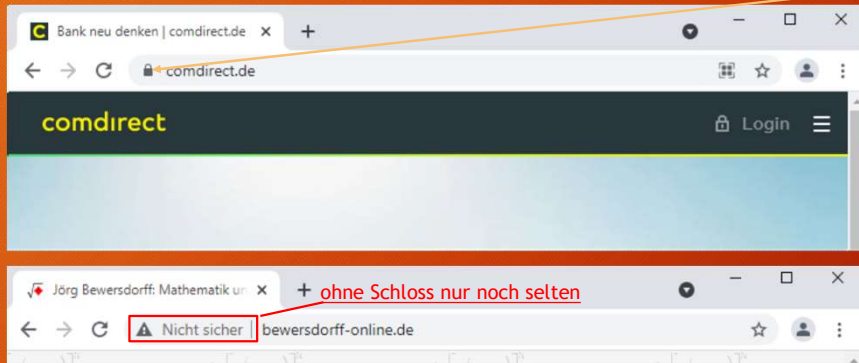 Bank neu denken | comdirect.de
comdirect.de
comdirect
Login
Jörg Bewersdorff: Mathematik un
ohne Schloss nur noch selten
Nicht sicher | bewersdorff-online.de